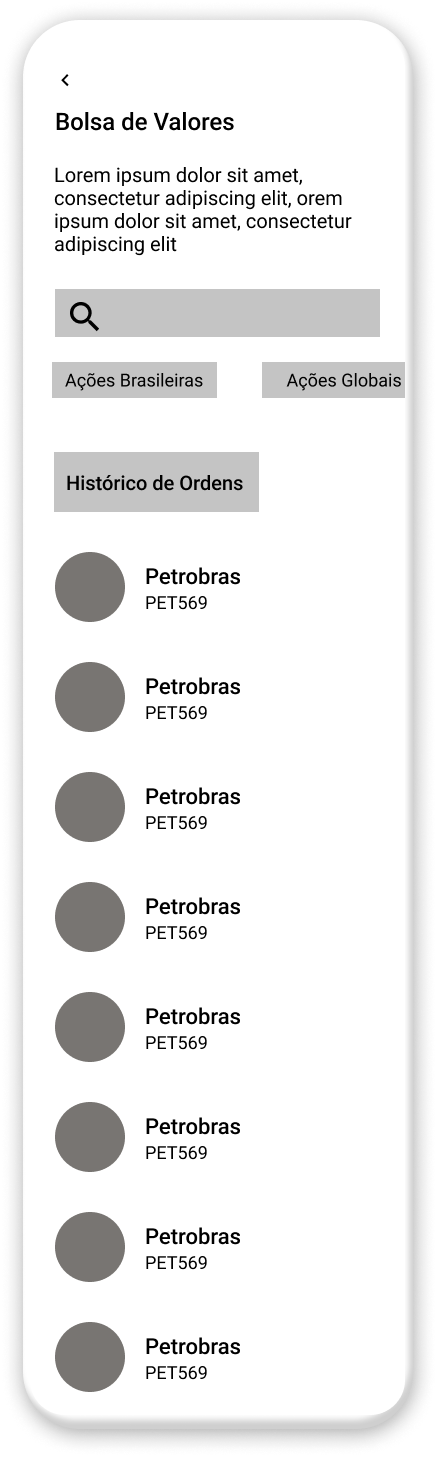 Bolsa de Valores
Lorem ipsum dolor sit amet,
consectetur adipiscing elit, orem
ipsum dolor sit amet, consectetur
adipiscing elit
Ações Brasileiras
Ações Globais
Histórico de Ordens
Petrobras
PET569
Petrobras
PET569
Petrobras
PET569
Petrobras
PET569
Petrobras
PET569
Petrobras
PET569
Petrobras
PET569
Petrobras
PET569